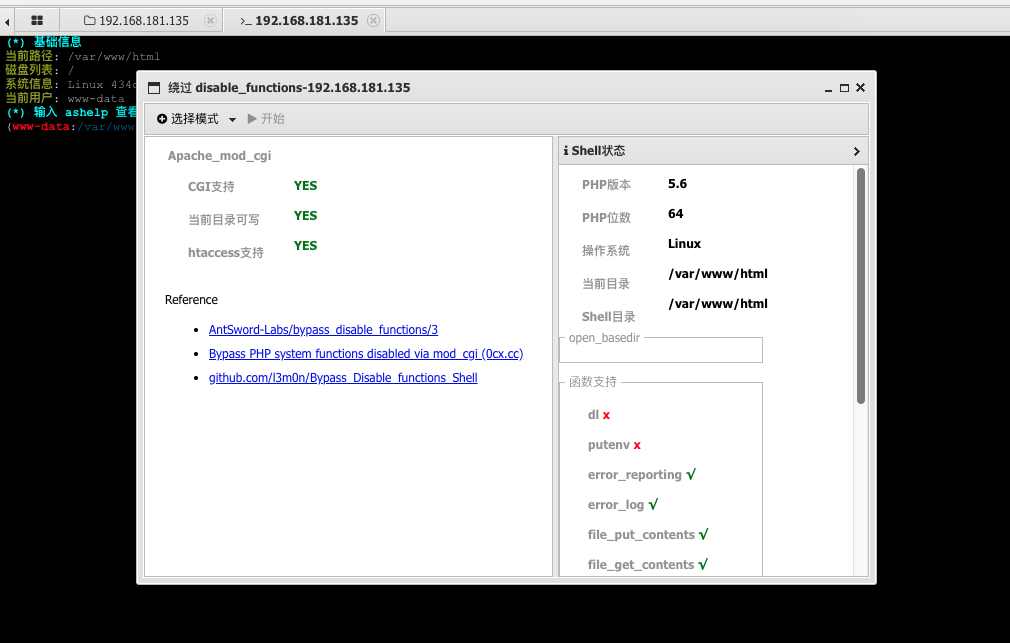 192.168.181.135
>_ 192.168.181.135
(*) 基础信息
当前路径: /var/www/html
磁盘列表: /
系统信息: Linux 434
当前用户: www-data
(*) 输入 ashelp 查看
(www-data:/var/www
绕过 disable_functions-192.168.181.135
选择模式
开始
Apache_mod_cgi
CGI支持 YES
当前目录可写 YES
htaccess支持 YES
Reference
AntSword-Labs/bypass_disable_functions/3
Bypass PHP system functions disabled via mod_cgi (0cx.cc)
github.com/l3m0n/Bypass_Disable_functions_Shell
Shell状态
PHP版本 5.6
PHP位数 64
操作系统 Linux
当前目录 /var/www/html
Shell目录 /var/www/html
open_basedir
函数支持
dl x
putenv x
error_reporting √
error_log √
file_put_contents √
file_get_contents √